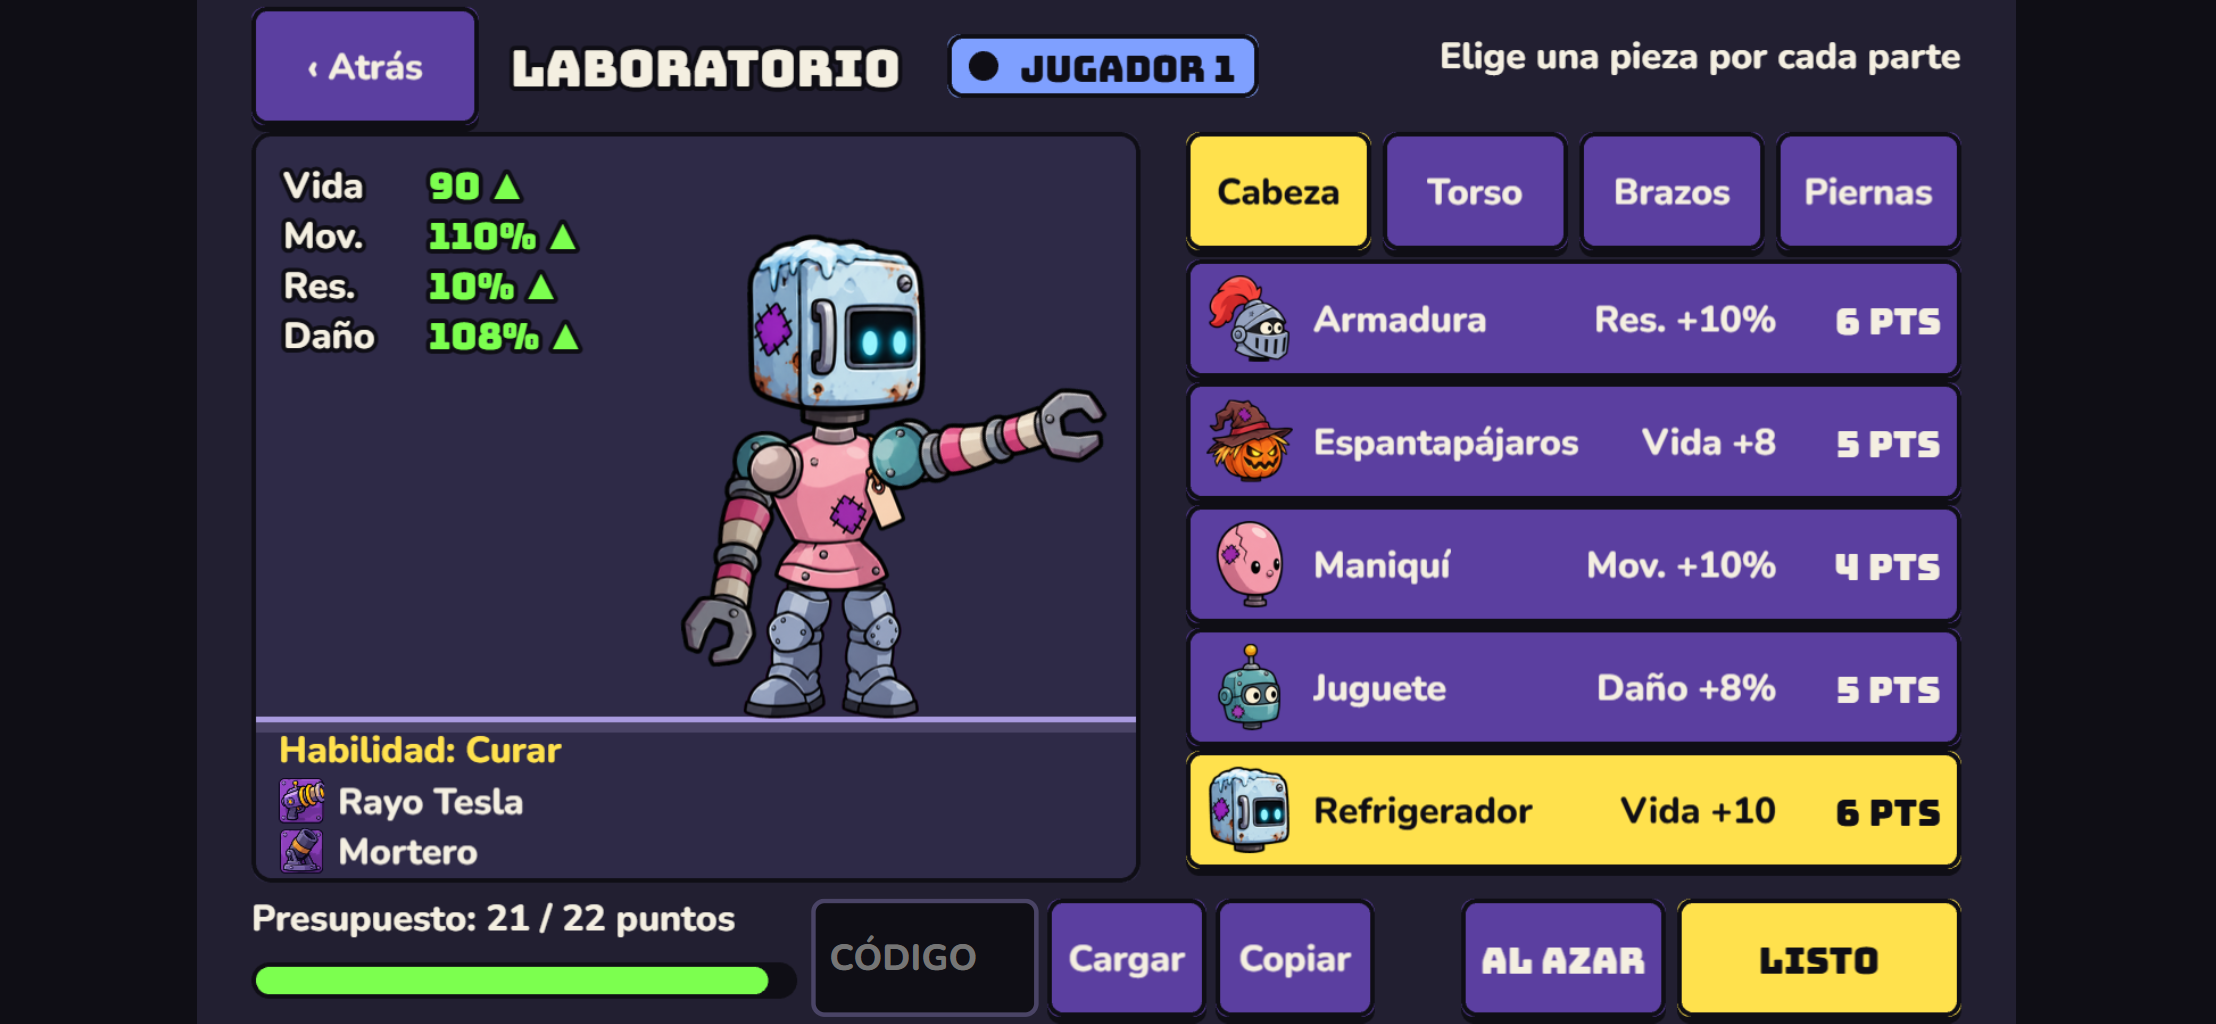 ‹ Atrás
LABORATORIO
JUGADOR 1
Elige una pieza por cada parte
Vida 90 ▲
Mov. 110% ▲
Res. 10% ▲
Daño 108% ▲
Habilidad: Curar
Rayo Tesla
Mortero
Cabeza Torso Brazos Piernas
Armadura Res. +10% 6 PTS
Espantapájaros Vida +8 5 PTS
Maniquí Mov. +10% 4 PTS
Juguete Daño +8% 5 PTS
Refrigerador Vida +10 6 PTS
Presupuesto: 21 / 22 puntos
CÓDIGO
Cargar
Copiar
AL AZAR
LISTO